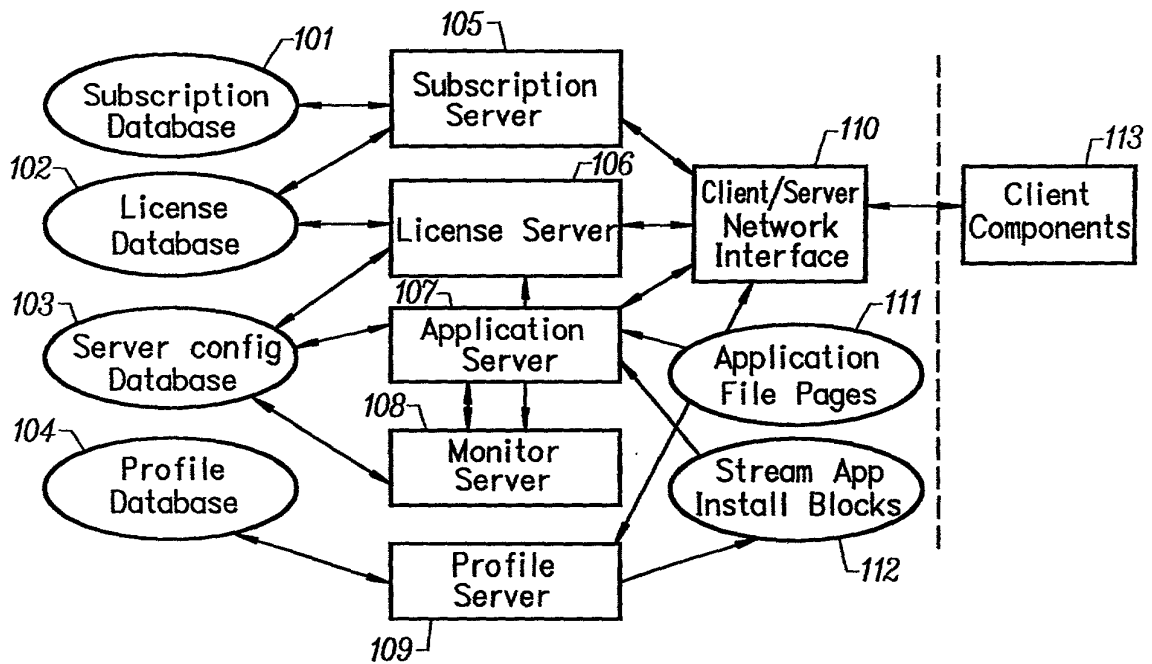 101
Subscription
Database
105
Subscription
Server
102
License
Database
106
License Server
110
Client/Server
Network
Interface
113
Client
Components
103
Server config
Database
107
Application
Server
111
Application
File Pages
104
Profile
Database
108
Monitor
Server
Stream App
Install Blocks
112
Profile
Server
109